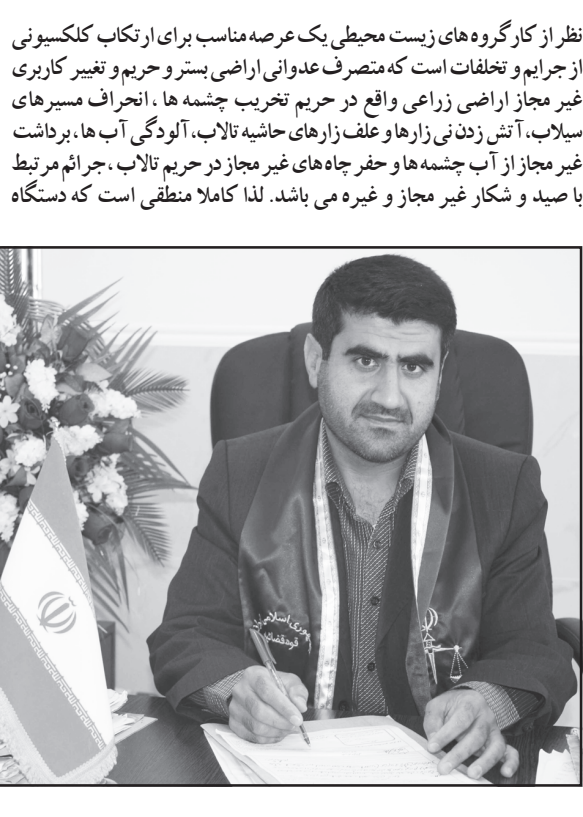 نظر از کارگروه های زیست محیطی یک عرصه مناسب برای ارتکاب کلکسیونی
از جرایم و تخلفات است که متصرف عدوانی اراضی بستر و حریم و تغییر کاربری
غیر مجاز اراضی زراعی واقع در حریم تخریب چشمه ها ، انحراف مسیرهای
سیلاب، آتش زدن نی زارها و علف زارهای حاشیه تالاب، آلودگی آب ها، برداشت
غیر مجاز از آب چشمه ها و حفر چاه های غیر مجاز در حریم تالاب ، جرائم مرتبط
با صید و شکار غیر مجاز و غیره می باشد. لذا کاملا منطقی است که دستگاه
قوه قضائیه